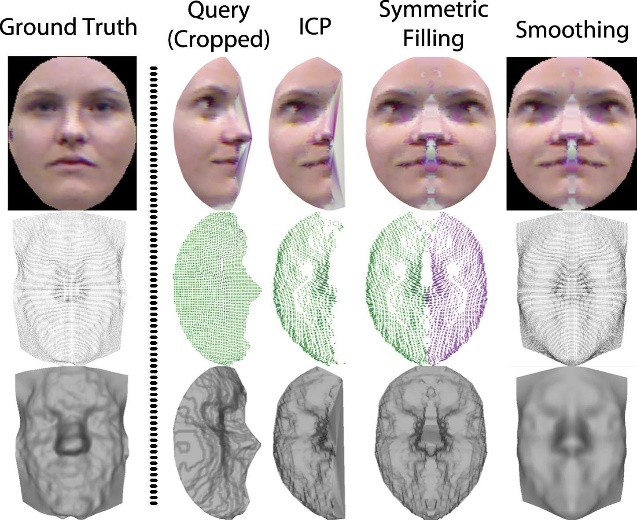 Ground Truth
Query
(Cropped)
ICP
Symmetric
Filling
Smoothing